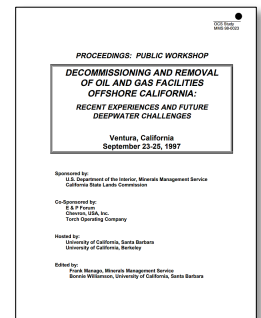 OCS Study
MMS 98-0023
PROCEEDINGS: PUBLIC WORKSHOP
DECOMMISSIONING AND REMOVAL
OF OIL AND GAS FACILITIES
OFFSHORE CALIFORNIA:
RECENT EXPERIENCES AND FUTURE
DEEPWATER CHALLENGES
Ventura, California
September 23-25, 1997
Sponsored by:
U.S. Department of the Interior, Minerals Management Service
California State Lands Commission
Co-Sponsored by:
E & P Forum
Chevron, USA, Inc.
Torch Operating Company
Hosted by:
University of California, Santa Barbara
University of California, Berkeley
Edited by:
Frank Manago, Minerals Management Service
Bonnie Williamson, University of California, Santa Barbara